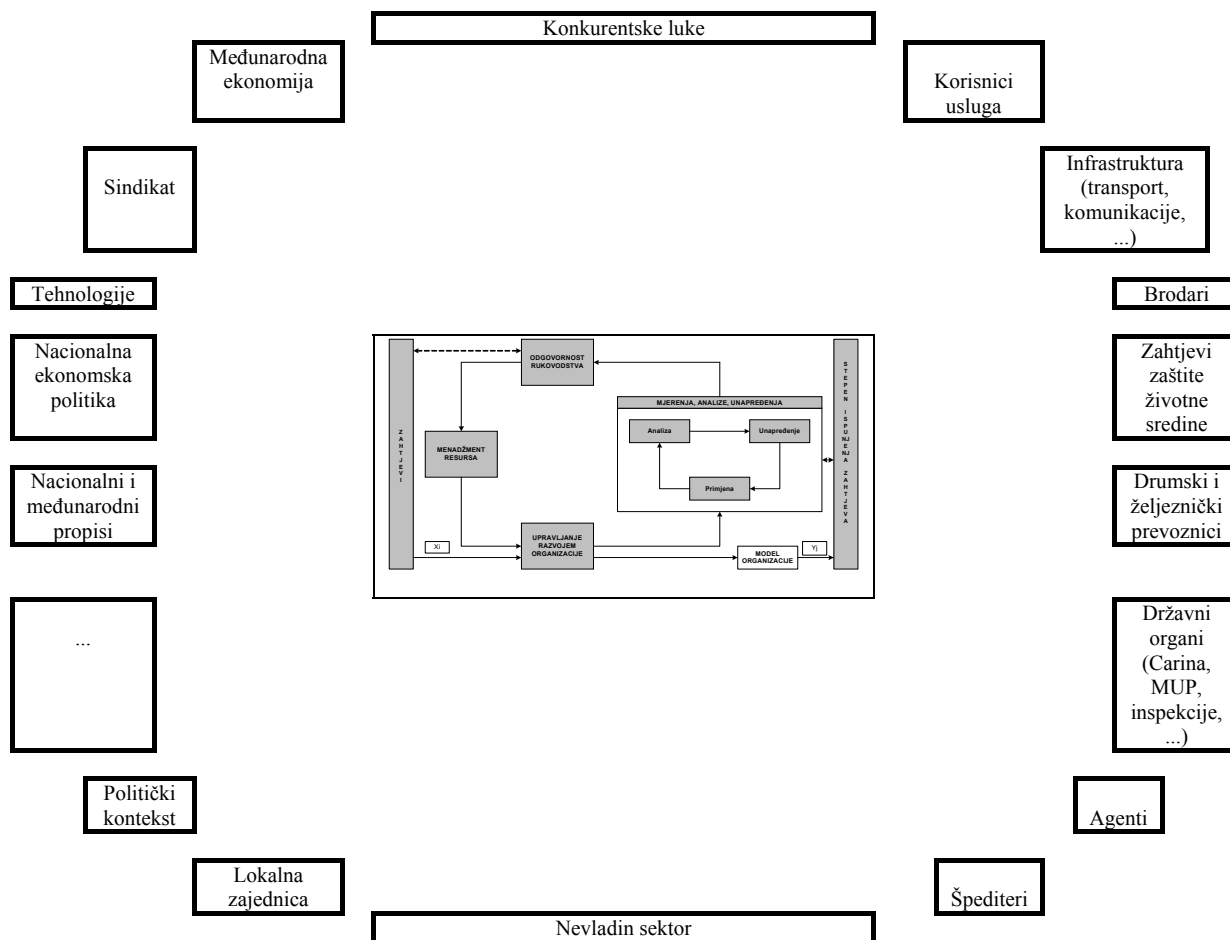 Konkurentske luke
Međunarodna
ekonomija
Korisnici
usluga
Sindikat
Infrastruktura
(transport,
komunikacije,
...)
Tehnologije
Brodari
Nacionalna
ekonomska
politika
Zahtjevi
zaštite
životne
sredine
Nacionalni i
međunarodni
propisi
Drumski i
željeznički
prevoznici
ZAHTJEVI
ODGOVORNOST
RUKOVODSTVA
MENADŽMENT
RESURSA
MJERENJA, ANALIZE, UNAPREĐENJA
Analiza
Unapređenje
Primjena
Xi
UPRAVLJANJE
RAZVOJEM
ORGANIZACIJE
MODEL
ORGANIZACIJE
Yj
STEPEN ISPUNJENJA ZAHTJEVA
...
Državni
organi
(Carina,
MUP,
inspekcije,
...)
Politički
kontekst
Agenti
Lokalna
zajednica
Špediteri
Nevladin sektor